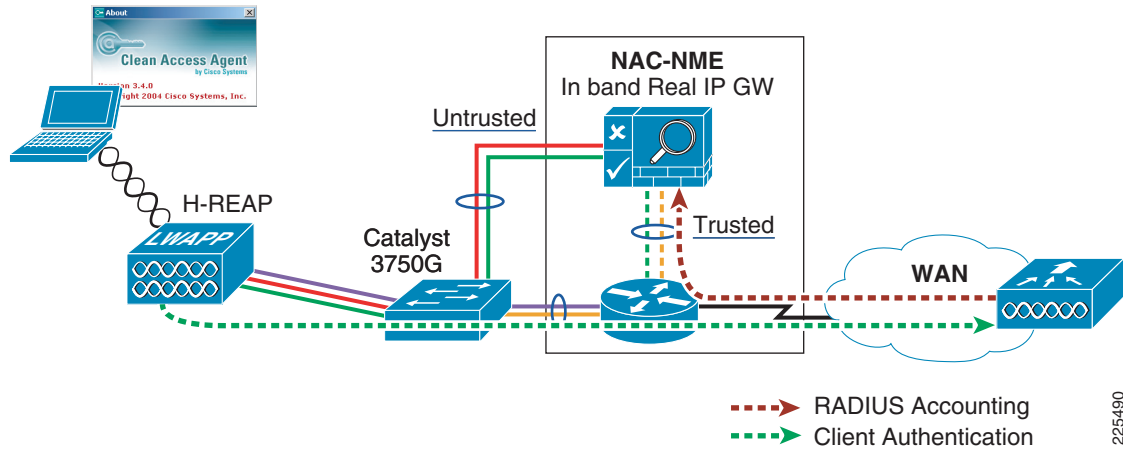 About
Clean Access Agent
by Cisco Systems
Version 3.4.0
right 2004 Cisco Systems, Inc.
NAC-NME
In band Real IP GW
Untrusted
H-REAP
LWAPP
Catalyst
3750G
Trusted
WAN
RADIUS Accounting
Client Authentication
225490